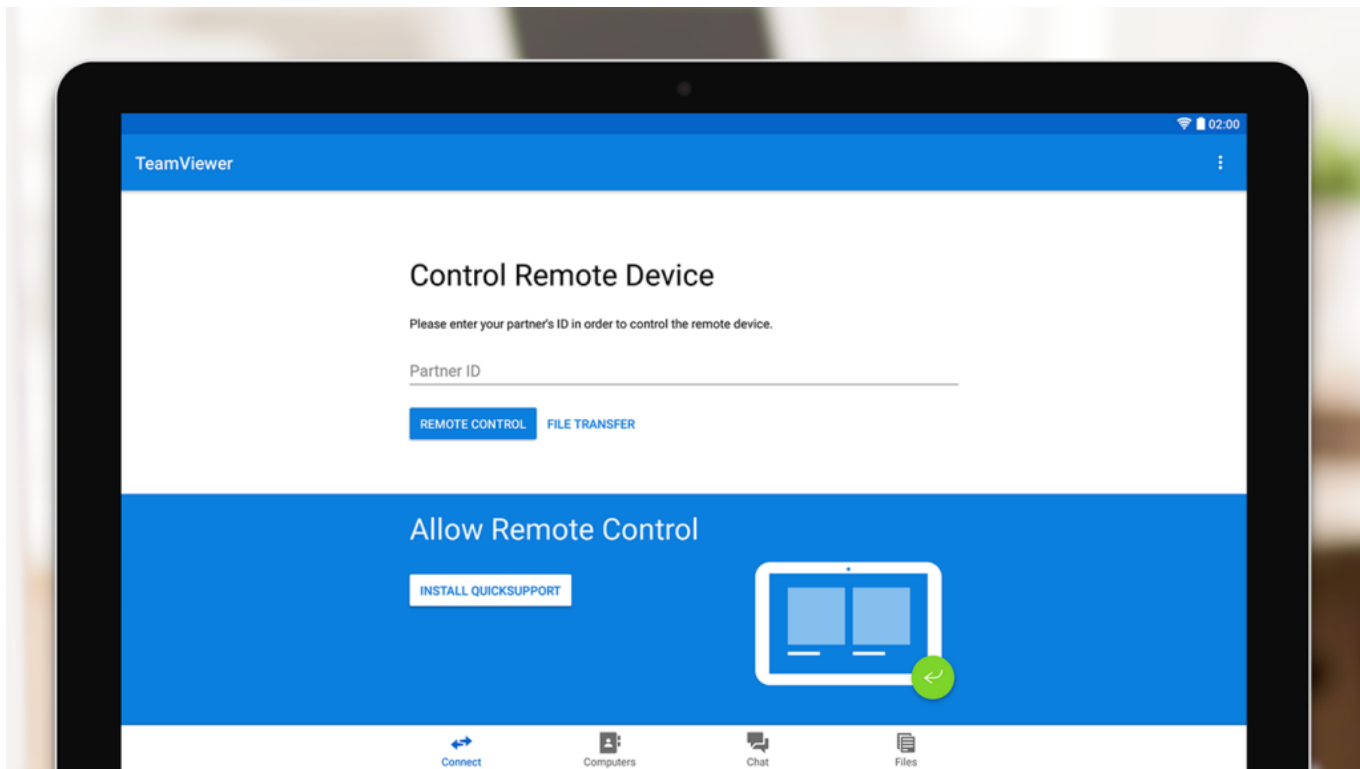 02:00
TeamViewer
Control Remote Device
Please enter your partner's ID in order to control the remote device.
Partner ID
REMOTE CONTROL FILE TRANSFER
Allow Remote Control
INSTALL QUICKSUPPORT
Connect Computers Chat Files